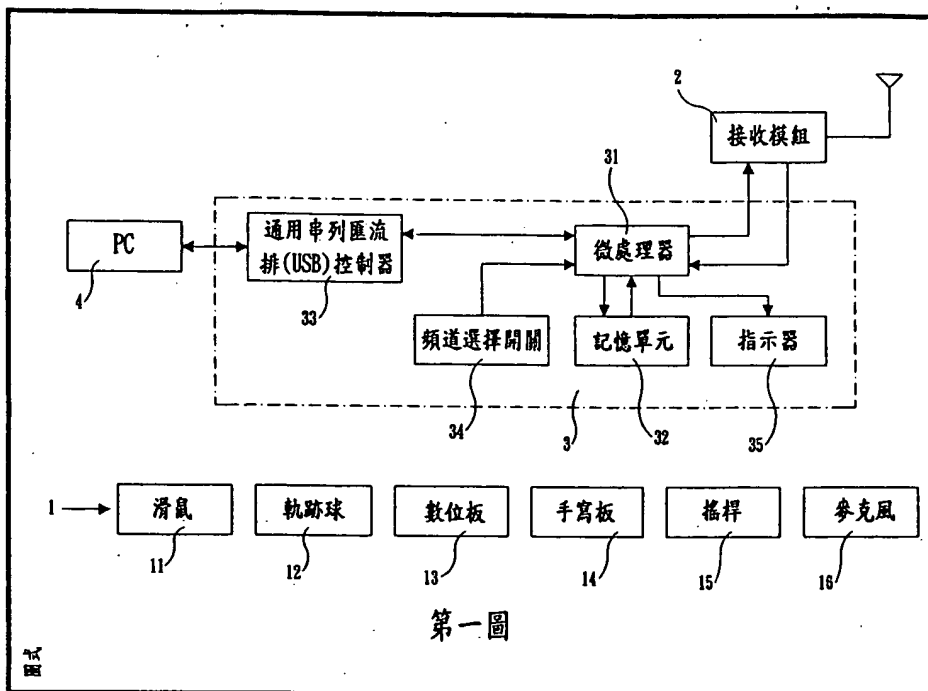 2
接收模組
31
PC
4
通用串列匯流
排(USB)控制器
33
微處理器
頻道選擇開關
34
記憶單元
32
指示器
35
3
1
滑鼠
11
軌跡球
12
數位板
13
手寫板
14
搖桿
15
麥克風
16
第一圖
圖式